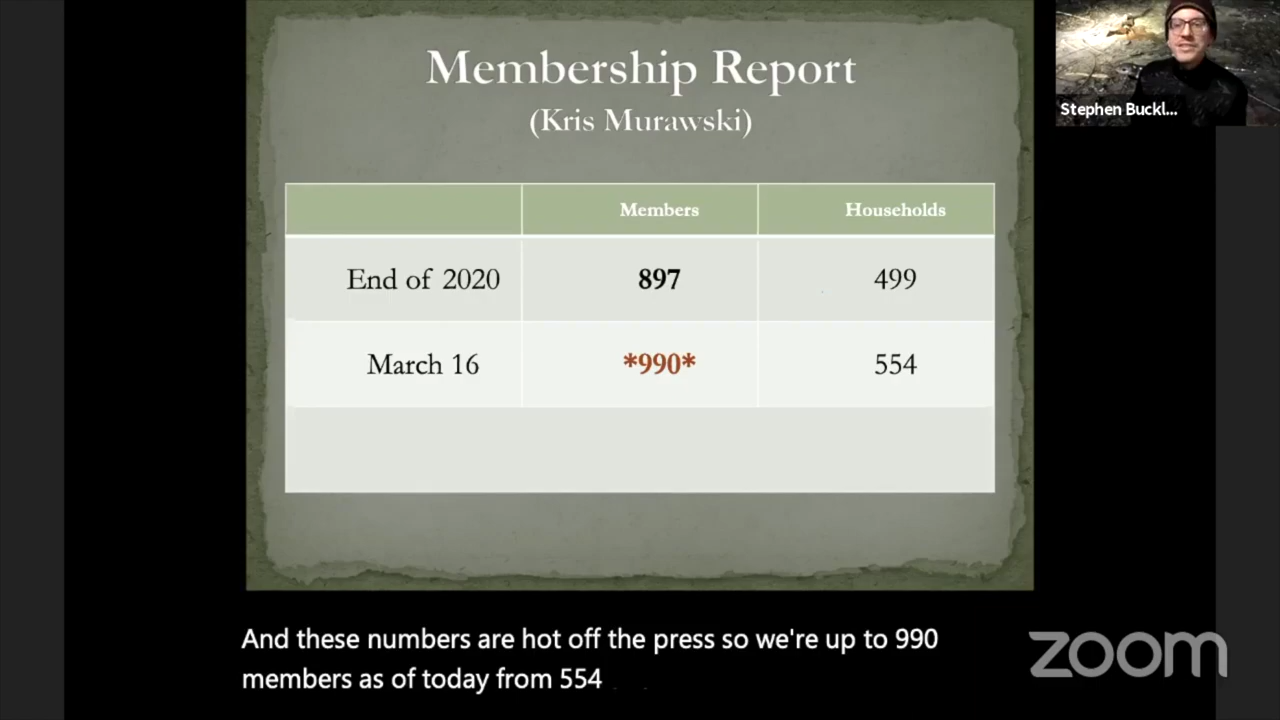 Membership Report
(Kris Murawski)
Members Households
End of 2020 897 499
March 16 *990* 554
Stephen Buckl...
And these numbers are hot off the press so we're up to 990
members as of today from 554
zoom